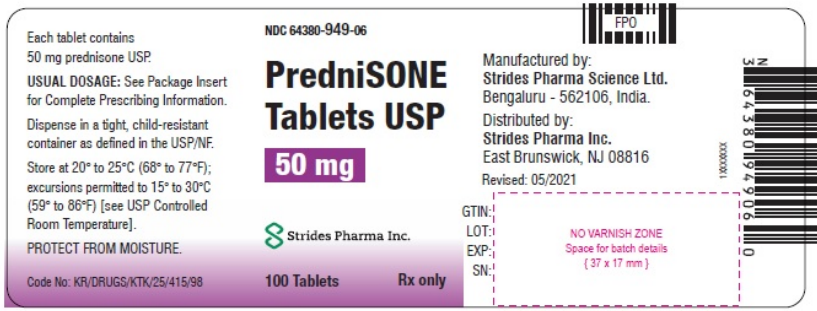 Each tablet contains
50 mg prednisone USP.
USUAL DOSAGE: See Package Insert
for Complete Prescribing Information.
Dispense in a tight, child-resistant
container as defined in the USP/NF.
Store at 20° to 25°C (68° to 77°F);
excursions permitted to 15° to 30°C
(59° to 86°F) [see USP Controlled
Room Temperature].
PROTECT FROM MOISTURE.
Code No: KR/DRUGS/KTK/25/415/98
NDC 64380-949-06
PredniSONE
Tablets USP
50 mg
Strides Pharma Inc.
100 Tablets Rx only
FPO
Manufactured by:
Strides Pharma Science Ltd.
Bengaluru - 562106, India.
Distributed by:
Strides Pharma Inc.
East Brunswick, NJ 08816
Revised: 05/2021
GTIN:
LOT:
EXP:
SN:
NO VARNISH ZONE
Space for batch details
{ 37 x 17 mm }
1XXXXXXX
N 3 64380 94906 0